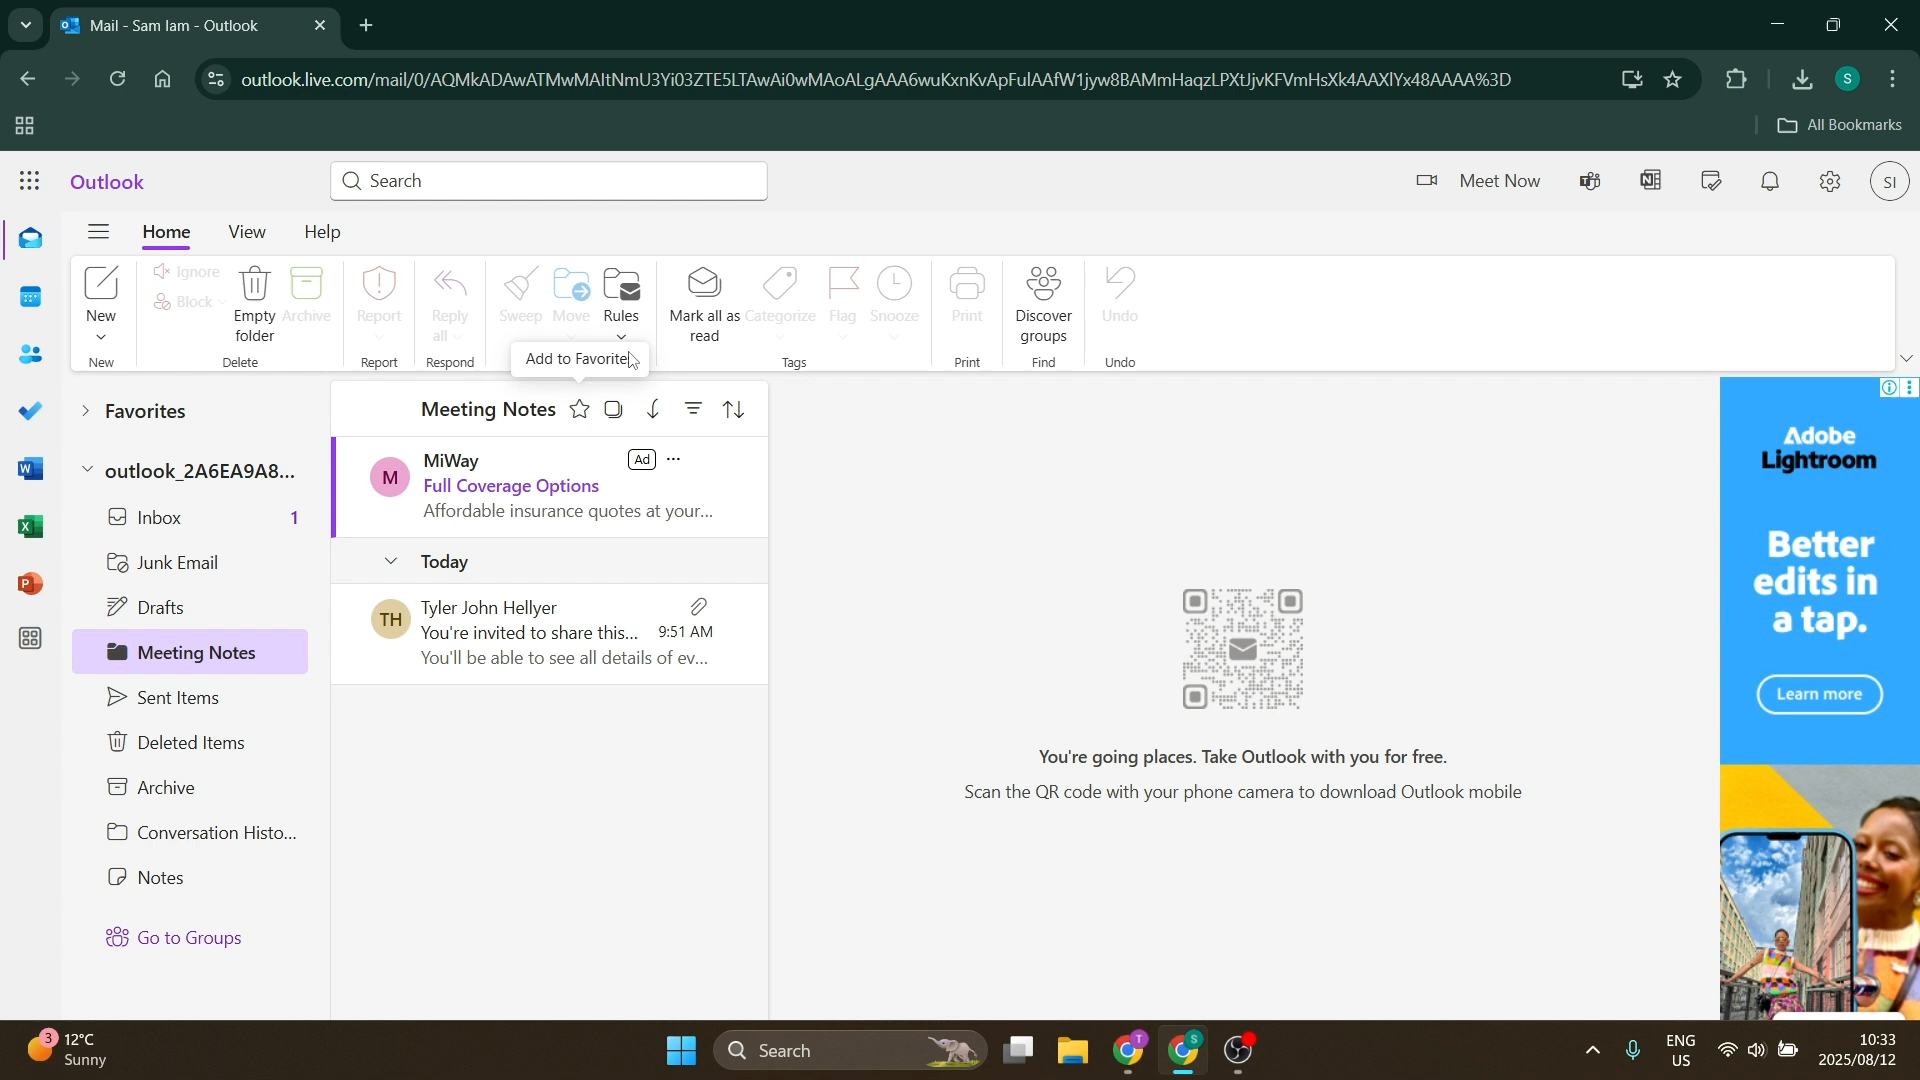 Mail - Sam Iam - Outlook
outlook.live.com/mail/0/AQMkADAwATMwMAItNmU3Yi03ZTE5LTAwAi0wMAoALgAAA6wuKxnKvApFulAAfW1jyw8BAMmHaqzLPXtJjvKFVmHsXk4AAXlYx48AAAA%3D
S
All Bookmarks
Outlook
Search
Meet Now
SI
Home View Help
New
Ignore
Block
Empty folder
Archive
Report
Reply all
Sweep
Move
Rules
Mark all as read
Categorize
Flag
Snooze
Print
Discover groups
Undo
New Delete Report Respond Tags Print Find Undo
Add to Favorite
Favorites
outlook_2A6EA9A8...
Inbox 1
Junk Email
Drafts
Meeting Notes
Sent Items
Deleted Items
Archive
Conversation Histo...
Notes
Go to Groups
Meeting Notes
M
MiWay Ad
Full Coverage Options
Affordable insurance quotes at your...
Today
TH
Tyler John Hellyer
You're invited to share this... 9:51 AM
You'll be able to see all details of ev...
You're going places. Take Outlook with you for free.
Scan the QR code with your phone camera to download Outlook mobile
Adobe
Lightroom
Better
edits in
a tap.
Learn more
3
12°C
Sunny
Search
T
S
ENG
US
10:33
2025/08/12